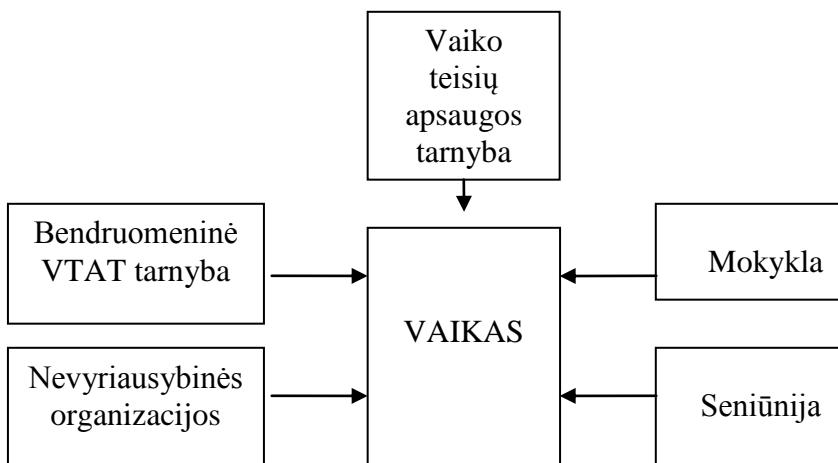 Vaiko
teisių
apsaugos
tarnyba
Bendruomeninė
VTAT tarnyba
Mokykla
VAIKAS
Nevyriausybinės
organizacijos
Seniūnija